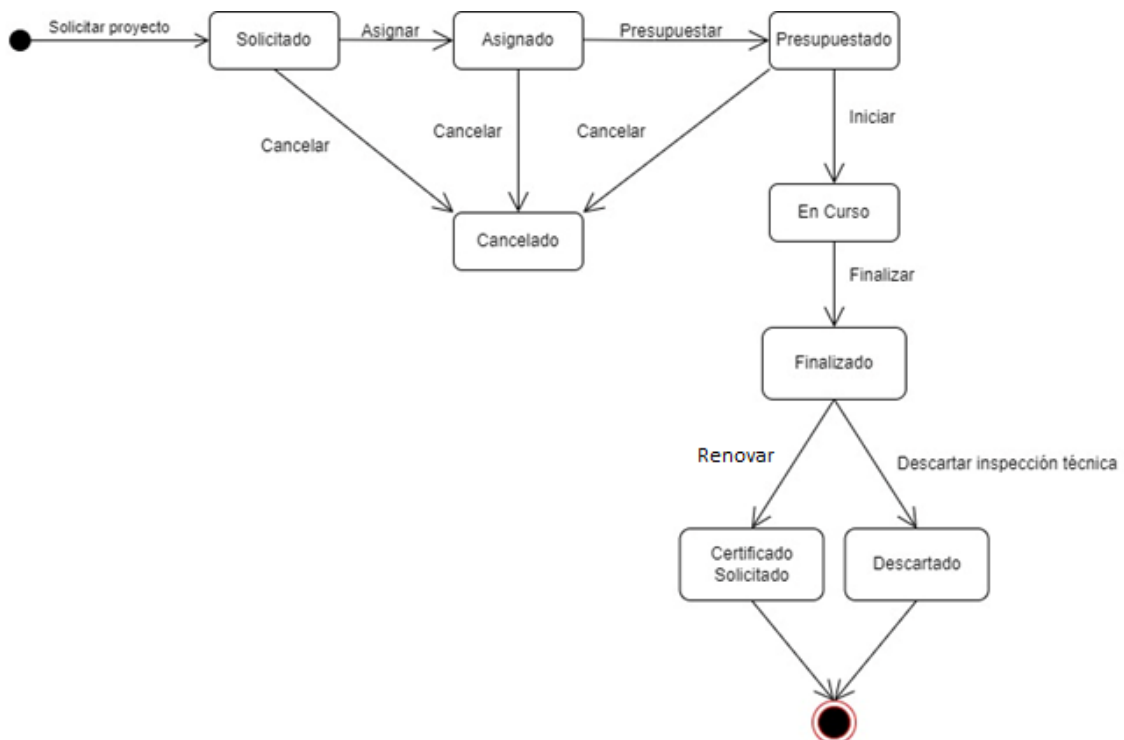 Solicitar proyecto
Solicitado
Asignar
Asignado
Presupuestar
Presupuestado
Cancelar
Cancelar
Cancelar
Iniciar
Cancelado
En Curso
Finalizar
Finalizado
Renovar
Descartar inspección técnica
Certificado
Solicitado
Descartado